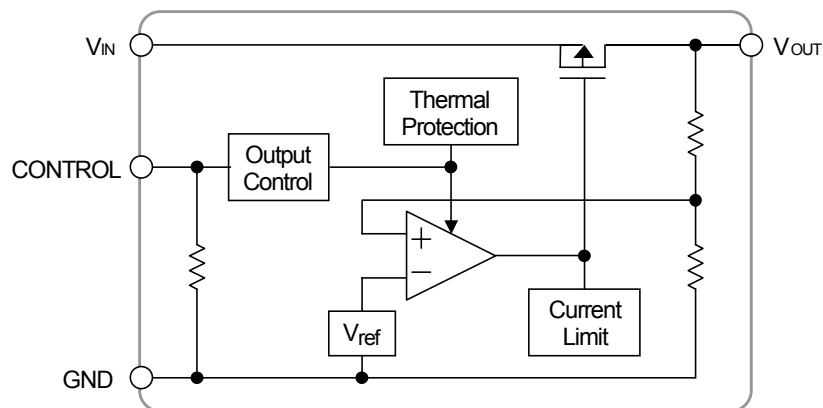 VIN
VOUT
Thermal
Protection
CONTROL
Output
Control
+
−
Vref
Current
Limit
GND